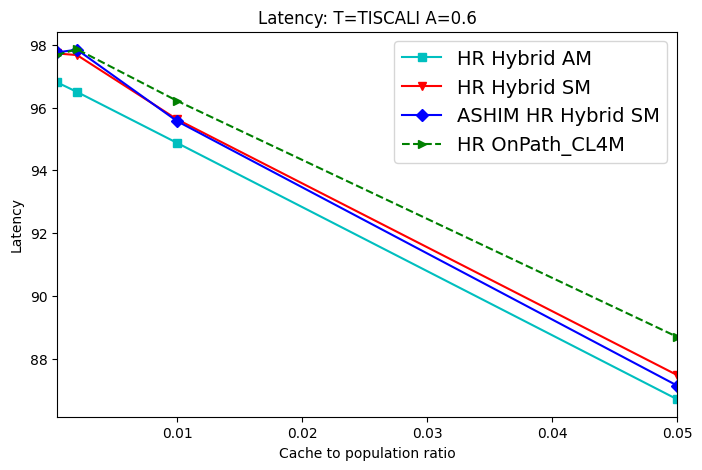 Latency: T=TISCALI A=0.6
98
96
94
92
90
88
Latency
HR Hybrid AM
HR Hybrid SM
ASHIM HR Hybrid SM
HR OnPath_CL4M
0.01
0.02
0.03
0.04
0.05
Cache to population ratio